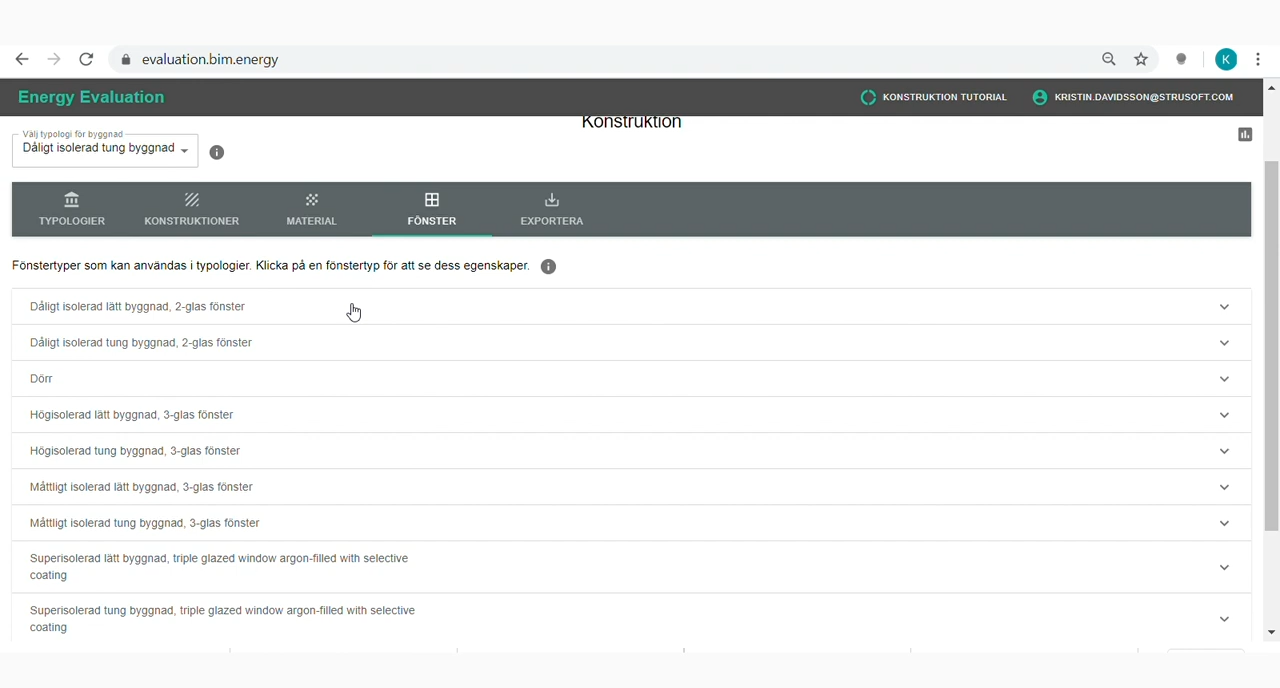 evaluation.bim.energy
K
Energy Evaluation
KONSTRUKTION TUTORIAL
KRISTIN.DAVIDSSON@STRUSOFT.COM
Konstruktion
Välj typologi för byggnad
Dåligt isolerad tung byggnad
TYPOLOGIER
KONSTRUKTIONER
MATERIAL
FÖNSTER
EXPORTERA
Fönstertyper som kan användas i typologier. Klicka på en fönstertyp för att se dess egenskaper.
Dåligt isolerad lätt byggnad, 2-glas fönster
Dåligt isolerad tung byggnad, 2-glas fönster
Dörr
Högisolerad lätt byggnad, 3-glas fönster
Högisolerad tung byggnad, 3-glas fönster
Måttligt isolerad lätt byggnad, 3-glas fönster
Måttligt isolerad tung byggnad, 3-glas fönster
Superisolerad lätt byggnad, triple glazed window argon-filled with selective
coating
Superisolerad tung byggnad, triple glazed window argon-filled with selective
coating